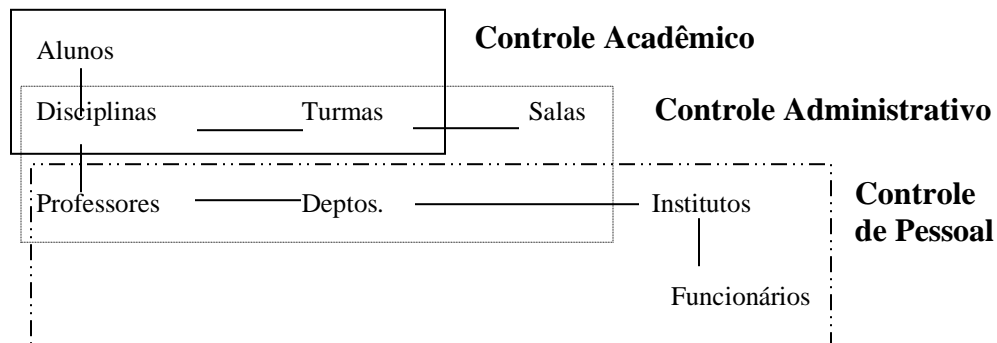 Controle Acadêmico
Alunos
Disciplinas Turmas Salas Controle Administrativo
Professores Deptos. Institutos Controle
de Pessoal
Funcionários